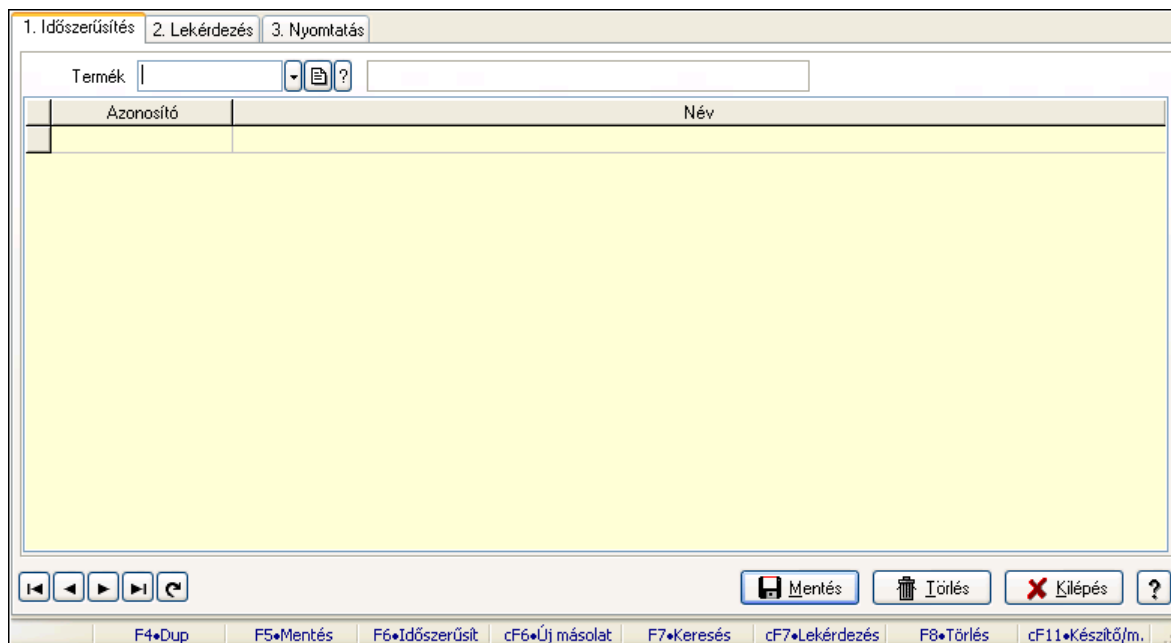 1. Időszerűsítés 2. Lekérdezés 3. Nyomtatás
Termék ?
Azonosító Név
Mentés Törlés Kilépés ?
F4•Dup F5•Mentés F6•Időszerűsít cF6•Új másolat F7•Keresés cF7•Lekérdezés F8•Törlés cF11•Készítő/m.